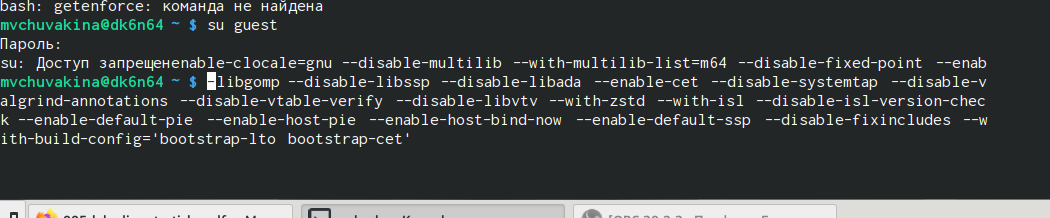 bash: getenforce: команда не найдена
mvchuvakina@dk6n64 ~ $ su guest
Пароль:
su: Доступ запрещенenable-clocale=gnu --disable-multilib --with-multilib-list=m64 --disable-fixed-point --enab
mvchuvakina@dk6n64 ~ $ -libgomp --disable-libssp --disable-libada --enable-cet --disable-systemtap --disable-v
algrind-annotations --disable-vtable-verify --disable-libvtv --with-zstd --with-isl --disable-isl-version-chec
k --enable-default-pie --enable-host-pie --enable-host-bind-now --enable-default-ssp --disable-fixincludes --w
ith-build-config='bootstrap-lto bootstrap-cet'